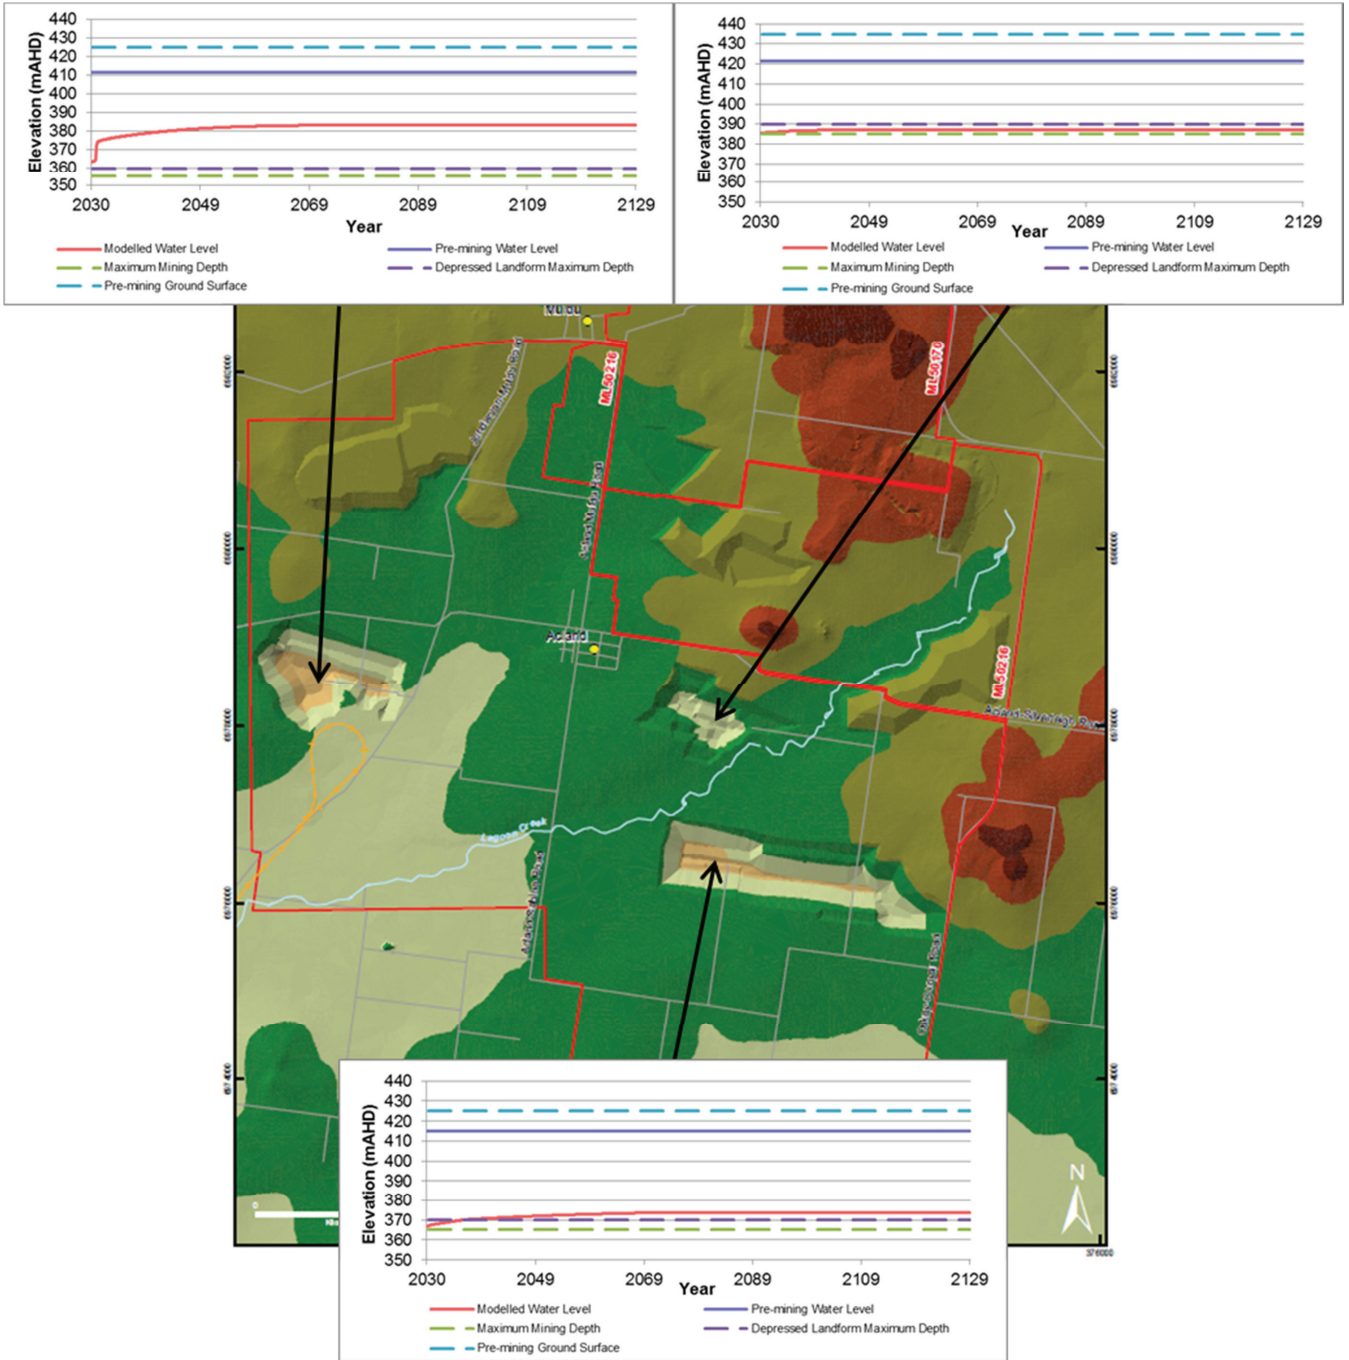 440
430
420
410
400
390
380
370
360
350
Elevation (mAHD)
2030 2049 2069 2089 2109 2129
Year
Modelled Water Level Pre-mining Water Level
Maximum Mining Depth Depressed Landform Maximum Depth
Pre-mining Ground Surface
440
430
420
410
400
390
380
370
360
350
Elevation (mAHD)
2030 2049 2069 2089 2109 2129
Year
Modelled Water Level Pre-mining Water Level
Maximum Mining Depth Depressed Landform Maximum Depth
Pre-mining Ground Surface
ML50216
Acland
ML50216
Lagoon Creek
N
440
430
420
410
400
390
380
370
360
350
Elevation (mAHD)
2030 2049 2069 2089 2109 2129
Year
Modelled Water Level Pre-mining Water Level
Maximum Mining Depth Depressed Landform Maximum Depth
Pre-mining Ground Surface
0
376000